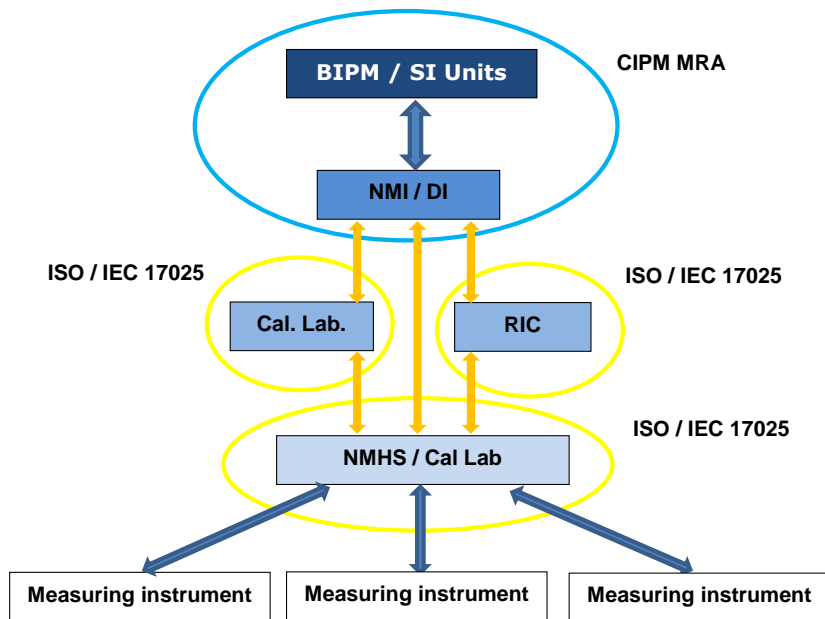 BIPM / SI Units
CIPM MRA
NMI / DI
ISO / IEC 17025
ISO / IEC 17025
Cal. Lab.
RIC
ISO / IEC 17025
NMHS / Cal Lab
Measuring instrument
Measuring instrument
Measuring instrument